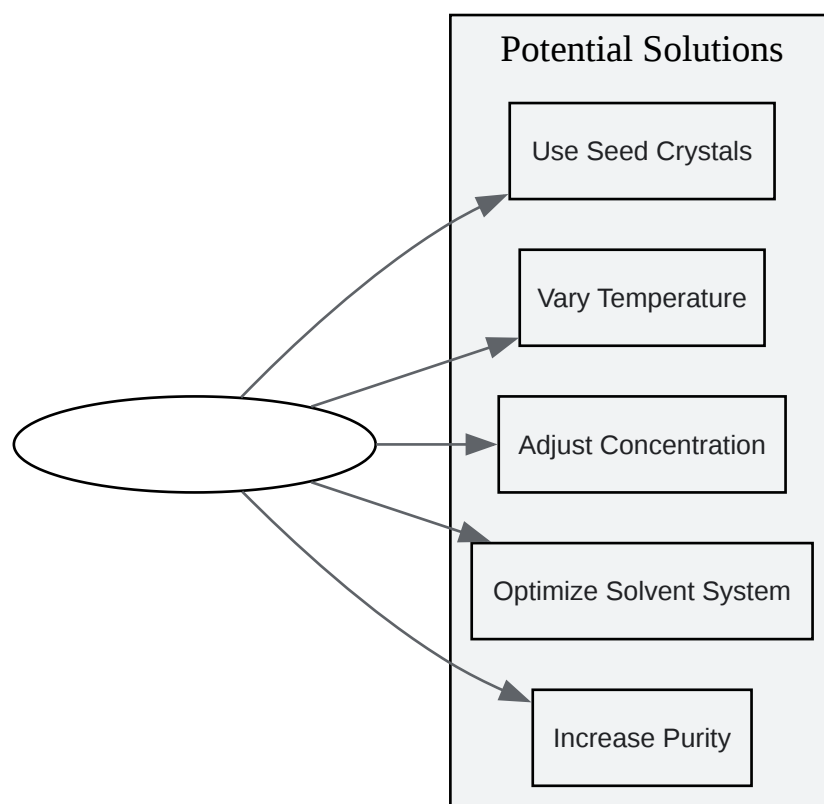 Potential Solutions
Use Seed Crystals
Vary Temperature
Adjust Concentration
Optimize Solvent System
Increase Purity